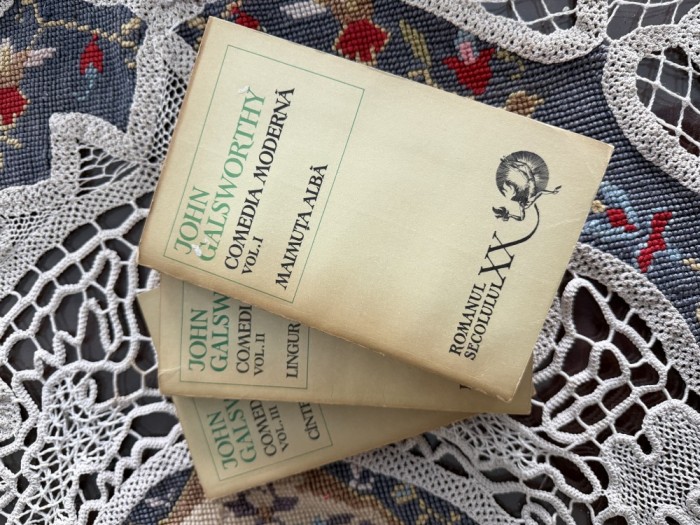 JOHN
GALSWORTHY
COMEDIA MODERNĂ
VOL. I
MAIMUȚA ALBĂ
ROMANUL
SECOLULUI XX
JOHN
GALSW
COMEDI
VOL. II
LINGUR
JOHN
GALSW
COMED
VOL. III
CINTE